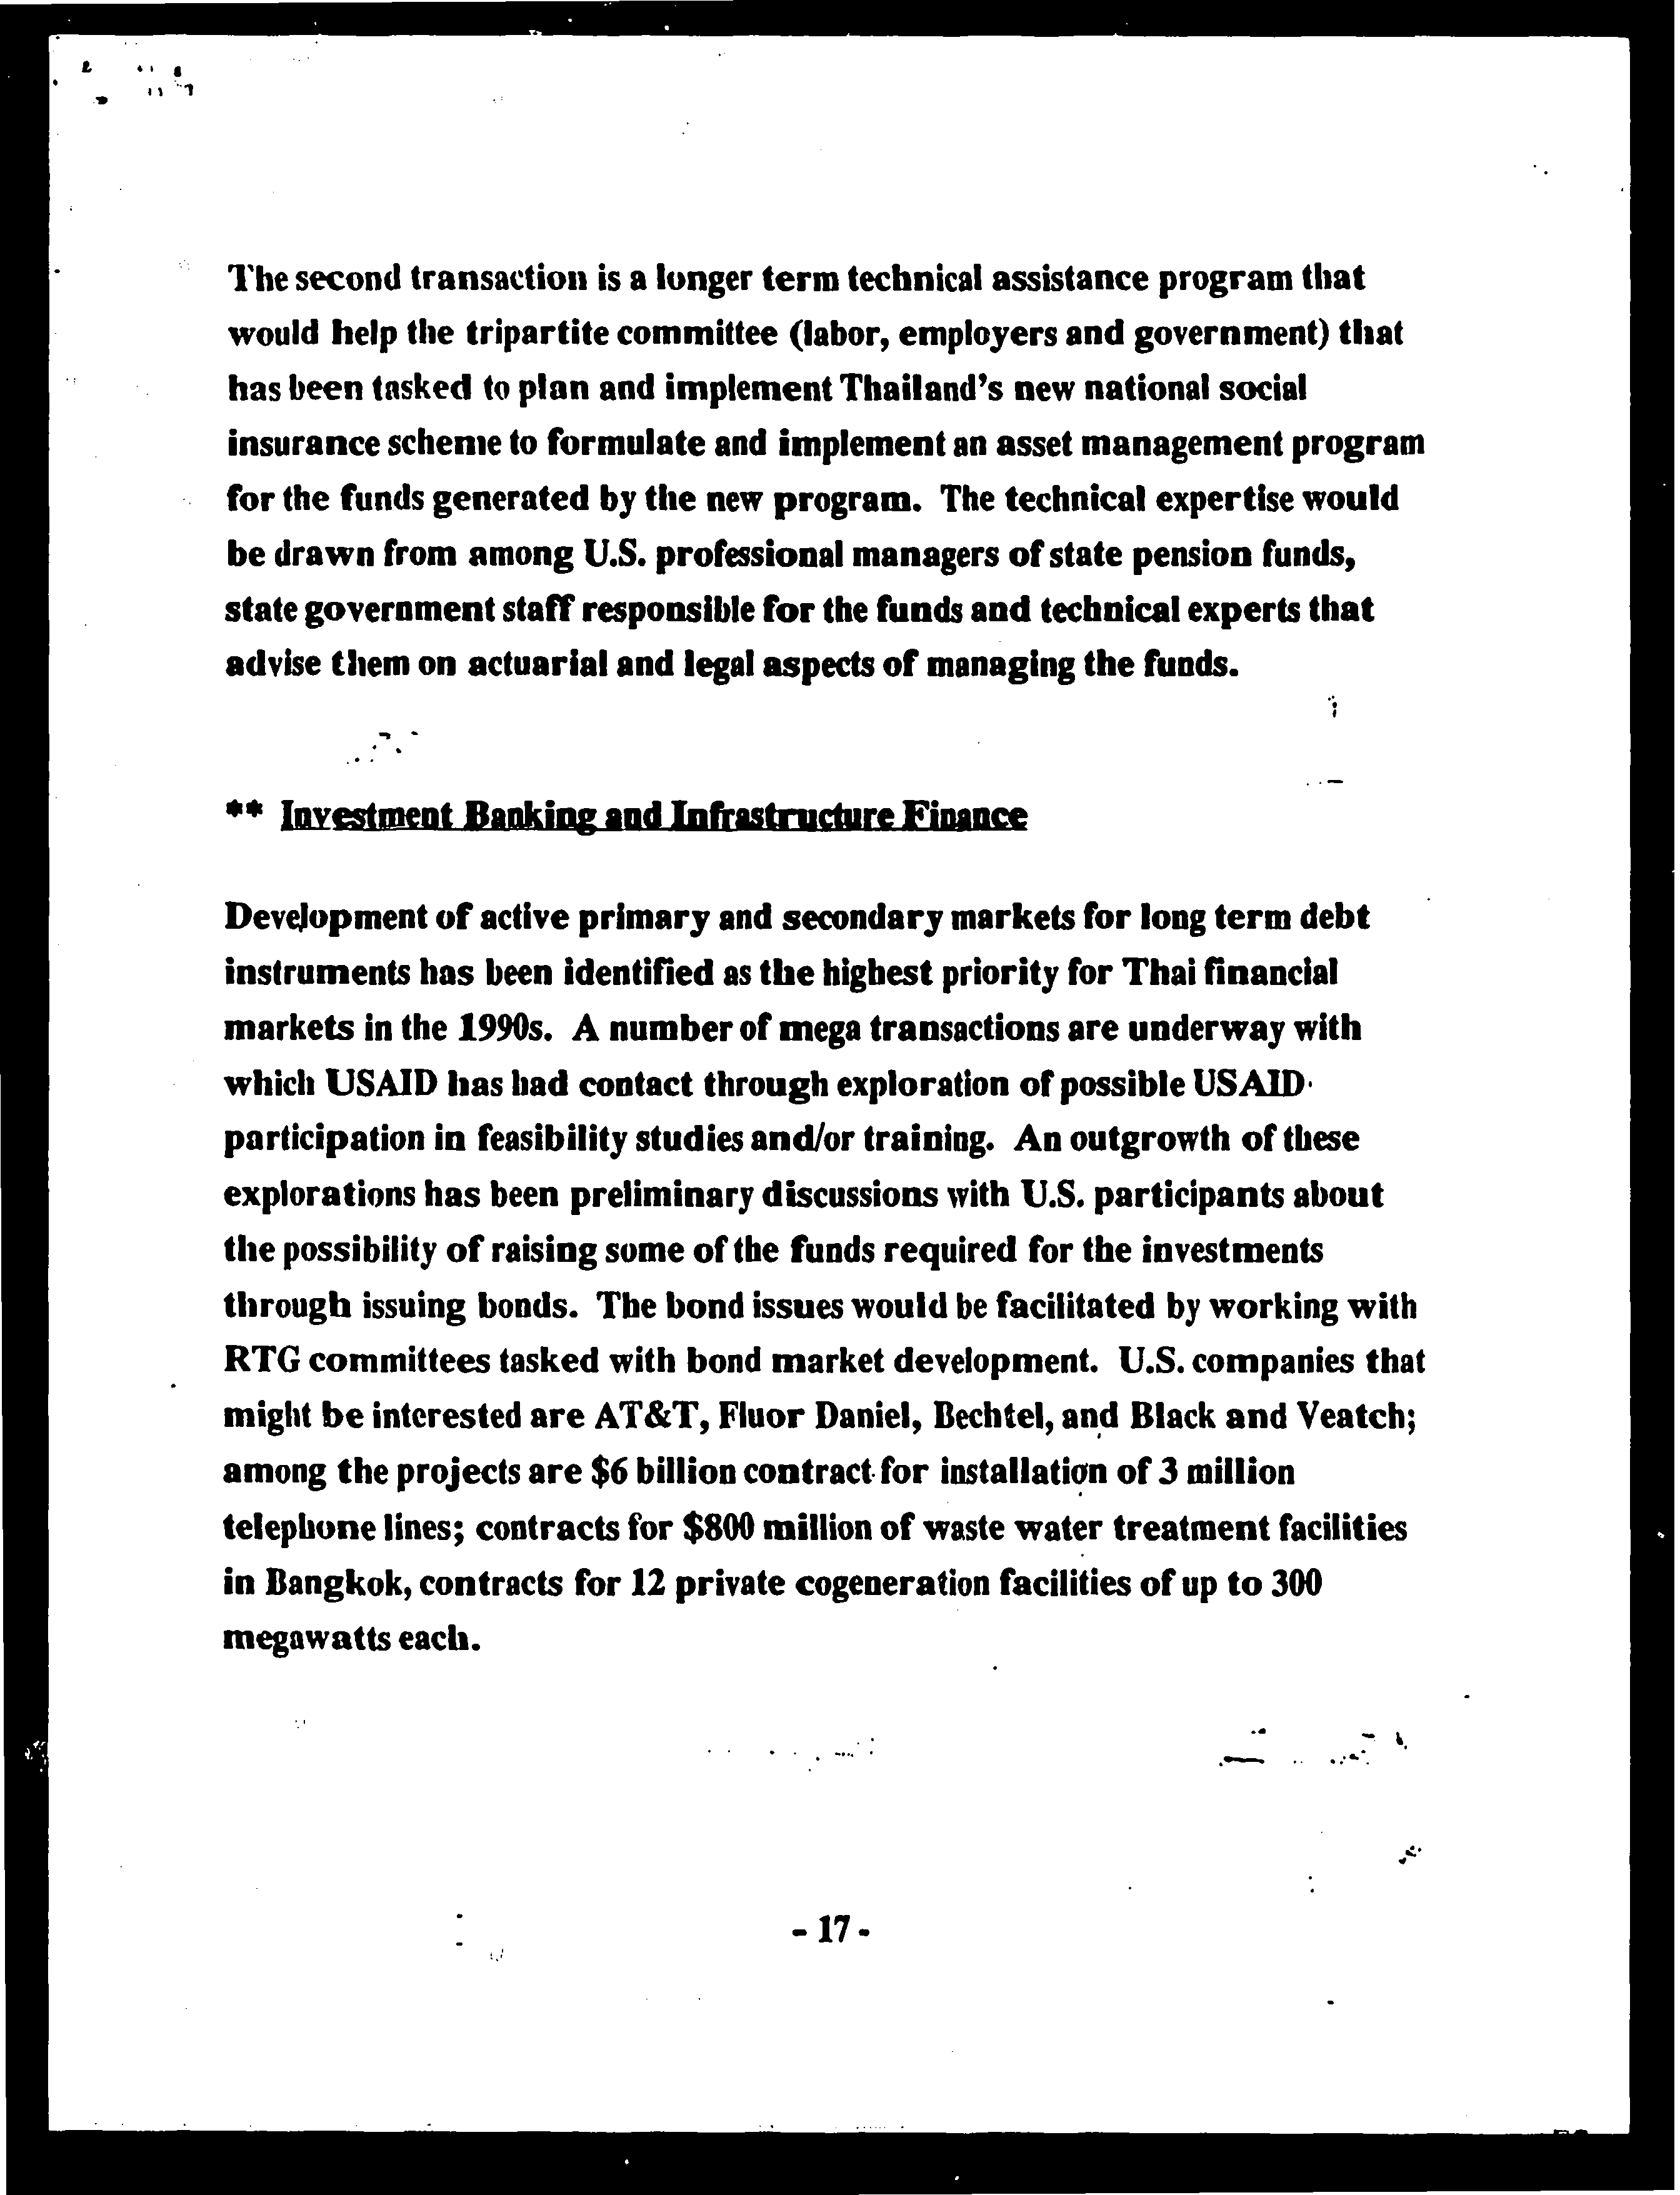 The second transaction is a longer term technical assistance program that
would help the tripartite committee (labor, employers and government) that
has been tasked to plan and implement Thailand's new national social
insurance scheme to formulate and implement an asset management program
for the funds generated by the new program. The technical expertise would
be drawn from among U.S. professional managers of state pension funds,
state government staff responsible for the funds and technical experts that
advise them on actuarial and legal aspects of managing the funds.
** Investment Banking and Infrastructure Finance
Development of active primary and secondary markets for long term debt
instruments has been identified as the highest priority for Thai financial
markets in the 1990s. A number of mega transactions are underway with
which USAID has had contact through exploration of possible USAID
participation in feasibility studies and/or training. An outgrowth of these
explorations has been preliminary discussions with U.S. participants about
the possibility of raising some of the funds required for the investments
through issuing bonds. The bond issues would be facilitated by working with
RTG committees tasked with bond market development. U.S. companies that
might be interested are AT&T, Fluor Daniel, Bechtel, and Black and Veatch;
among the projects are $6 billion contract for installation of 3 million
telephone lines; contracts for $800 million of waste water treatment facilities
in Bangkok, contracts for 12 private cogeneration facilities of up to 300
megawatts each.
- 17 -